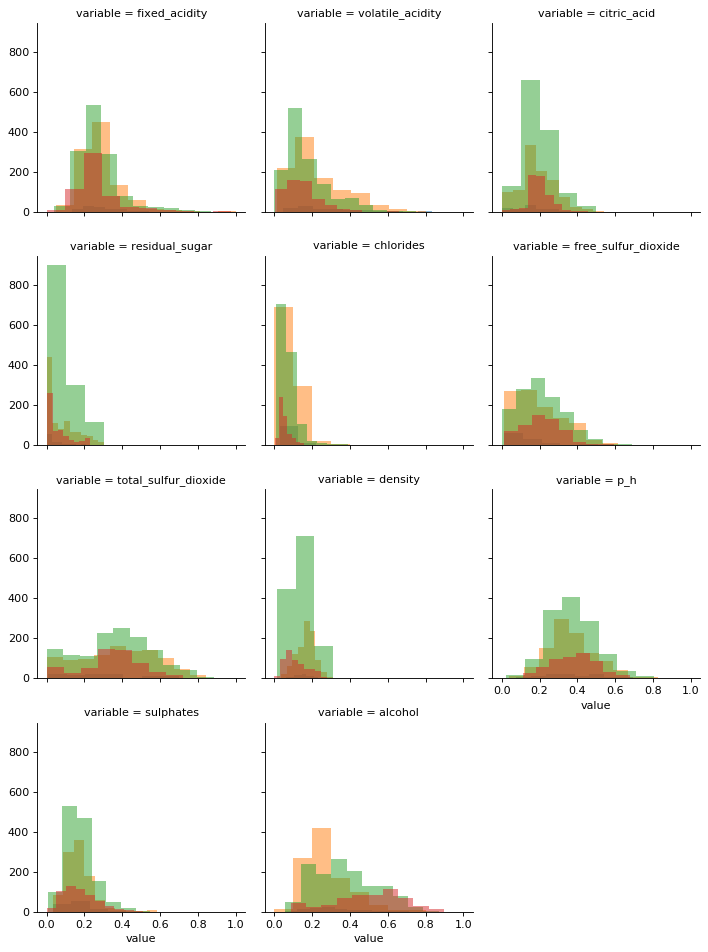 variable = fixed_acidity variable = volatile_acidity variable = citric_acid
800
600
400
200
0
variable = residual_sugar variable = chlorides variable = free_sulfur_dioxide
800
600
400
200
0
variable = total_sulfur_dioxide variable = density variable = p_h
800
600
400
200
0
0.0 0.2 0.4 0.6 0.8 1.0
value
variable = sulphates variable = alcohol
800
600
400
200
0
0.0 0.2 0.4 0.6 0.8 1.0 0.0 0.2 0.4 0.6 0.8 1.0
value value